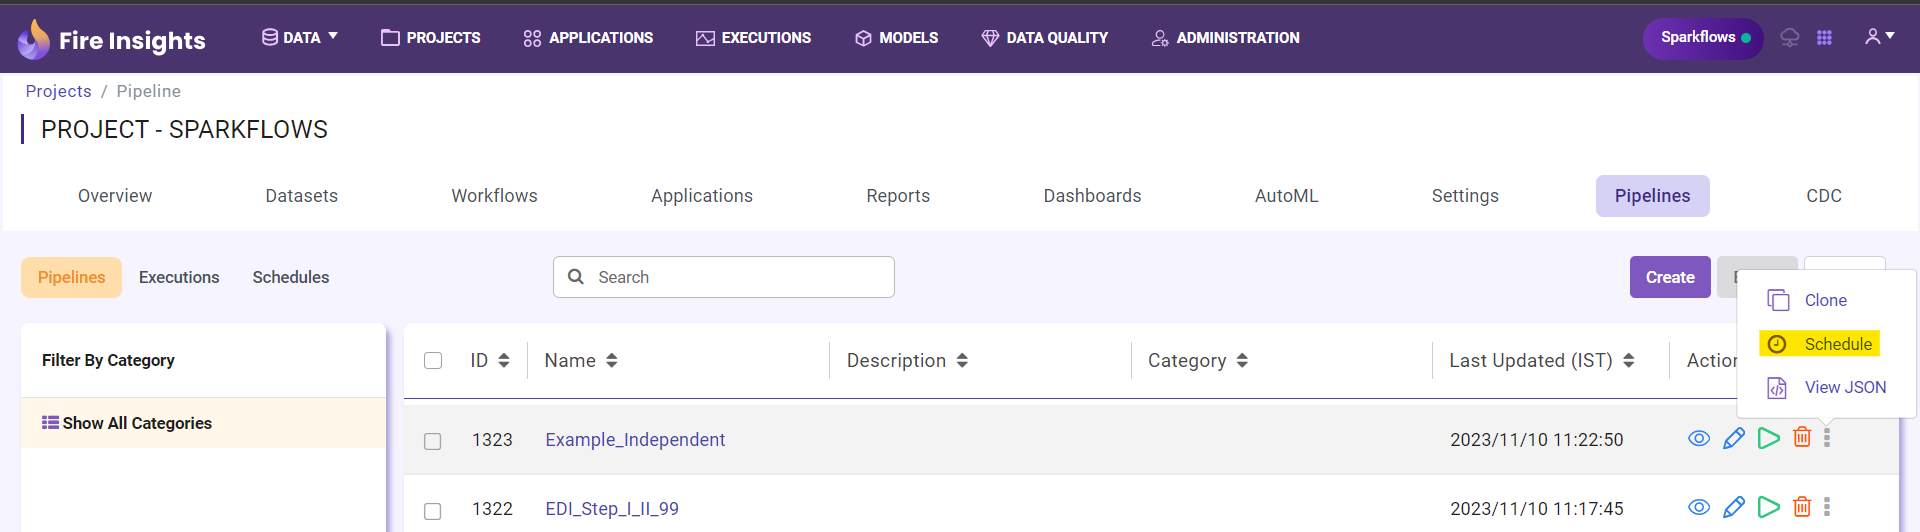 Fire Insights DATA PROJECTS APPLICATIONS EXECUTIONS MODELS DATA QUALITY ADMINISTRATION Sparkflows
Projects / Pipeline
PROJECT - SPARKFLOWS
Overview Datasets Workflows Applications Reports Dashboards AutoML Settings Pipelines CDC
Pipelines Executions Schedules Search Create
Clone
Schedule
View JSON
Filter By Category
Show All Categories
ID Name Description Category Last Updated (IST) Action
1323 Example_Independent 2023/11/10 11:22:50
1322 EDI_Step_I_II_99 2023/11/10 11:17:45